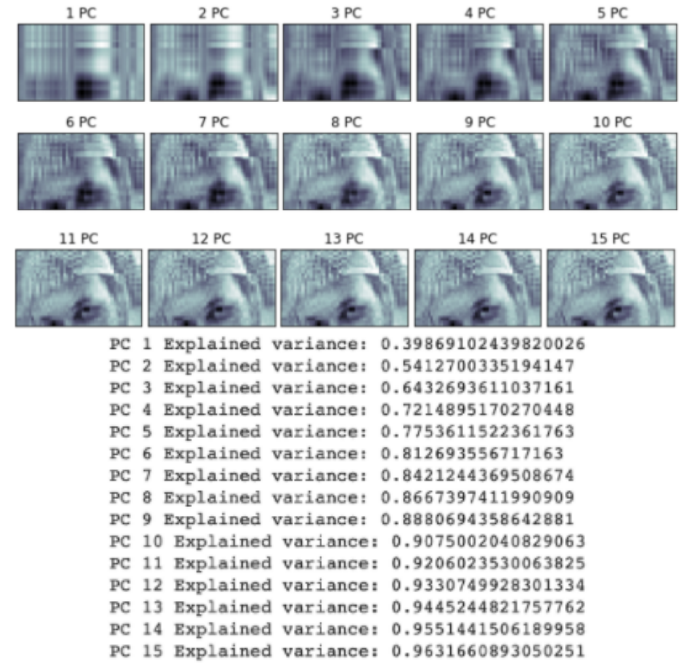 1 PC 2 PC 3 PC 4 PC 5 PC
6 PC 7 PC 8 PC 9 PC 10 PC
11 PC 12 PC 13 PC 14 PC 15 PC
PC 1 Explained variance: 0.39869102439820026
PC 2 Explained variance: 0.5412700335194147
PC 3 Explained variance: 0.6432693611037161
PC 4 Explained variance: 0.7214895170270448
PC 5 Explained variance: 0.7753611522361763
PC 6 Explained variance: 0.812693556717163
PC 7 Explained variance: 0.8421244369508674
PC 8 Explained variance: 0.8667397411990909
PC 9 Explained variance: 0.8880694358642881
PC 10 Explained variance: 0.9075002040829063
PC 11 Explained variance: 0.9206023530063825
PC 12 Explained variance: 0.9330749928301334
PC 13 Explained variance: 0.9445244821757762
PC 14 Explained variance: 0.9551441506189958
PC 15 Explained variance: 0.9631660893050251